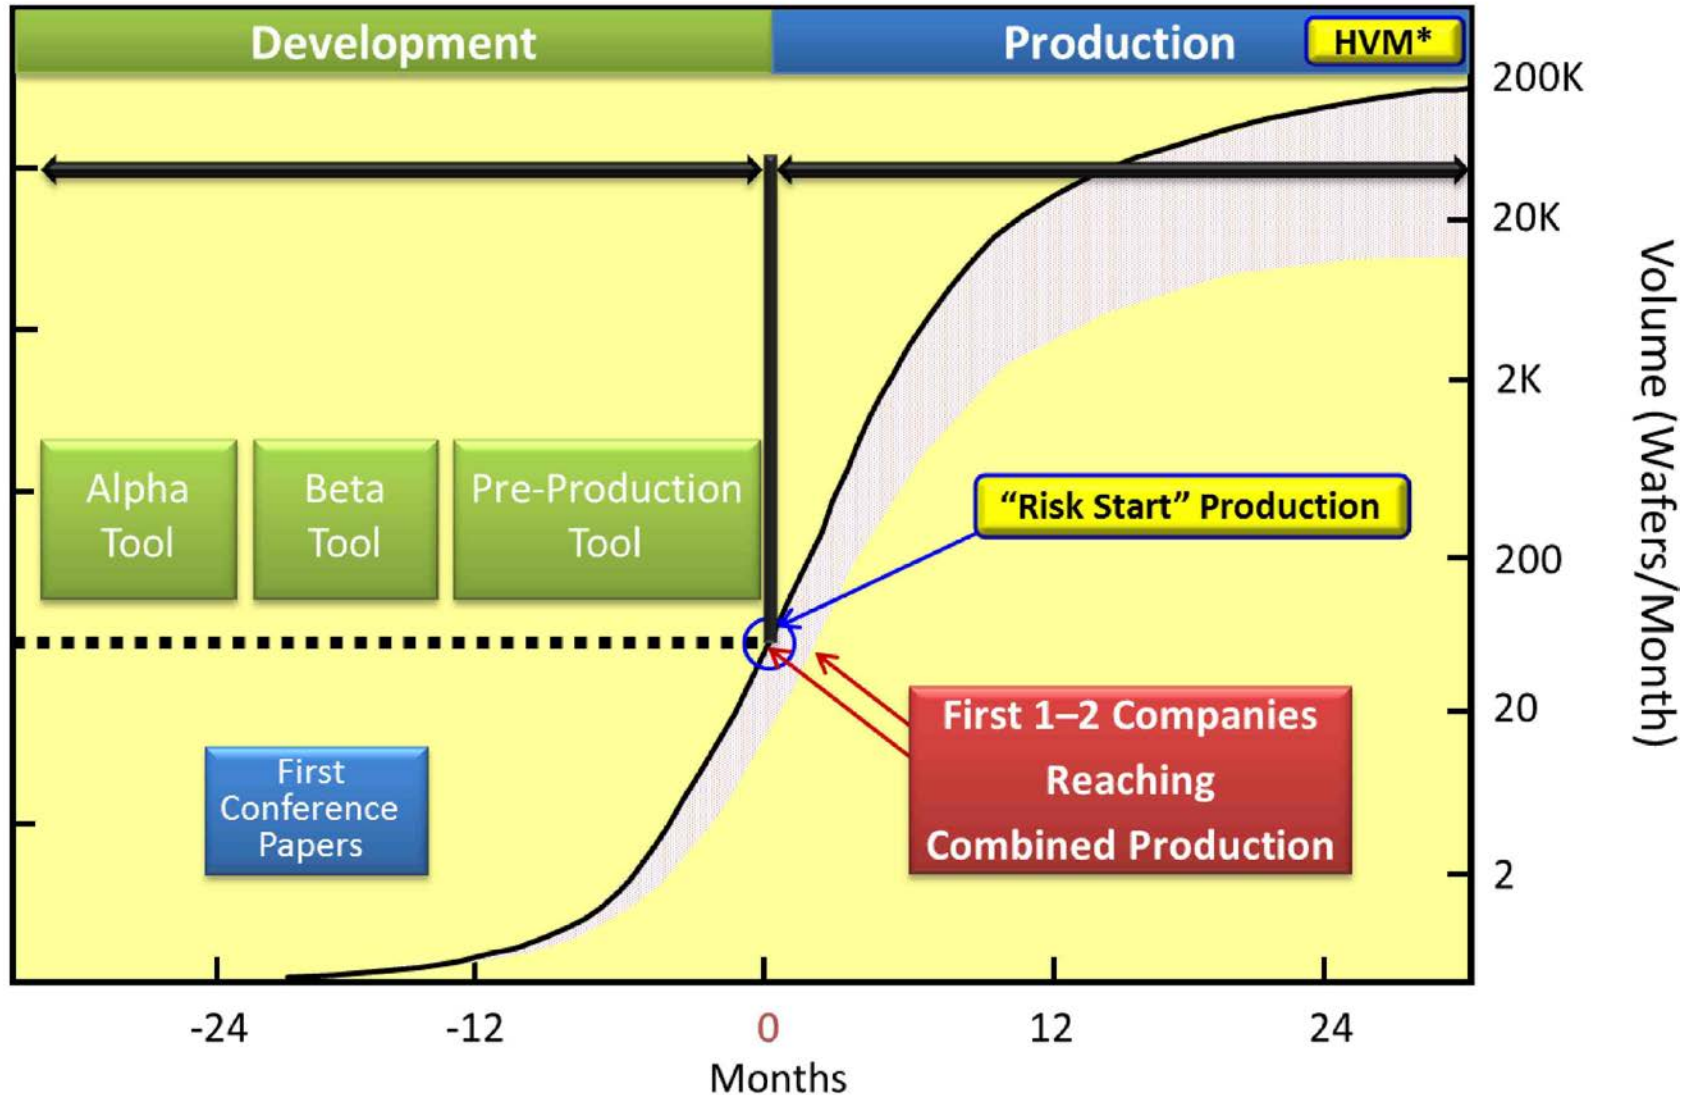 Development
Production
HVM*
200K
20K
2K
200
20
2
Volume (Wafers/Month)
Alpha
Tool
Beta
Tool
Pre-Production
Tool
“Risk Start” Production
First 1–2 Companies
Reaching
Combined Production
First
Conference
Papers
-24
-12
0
12
24
Months